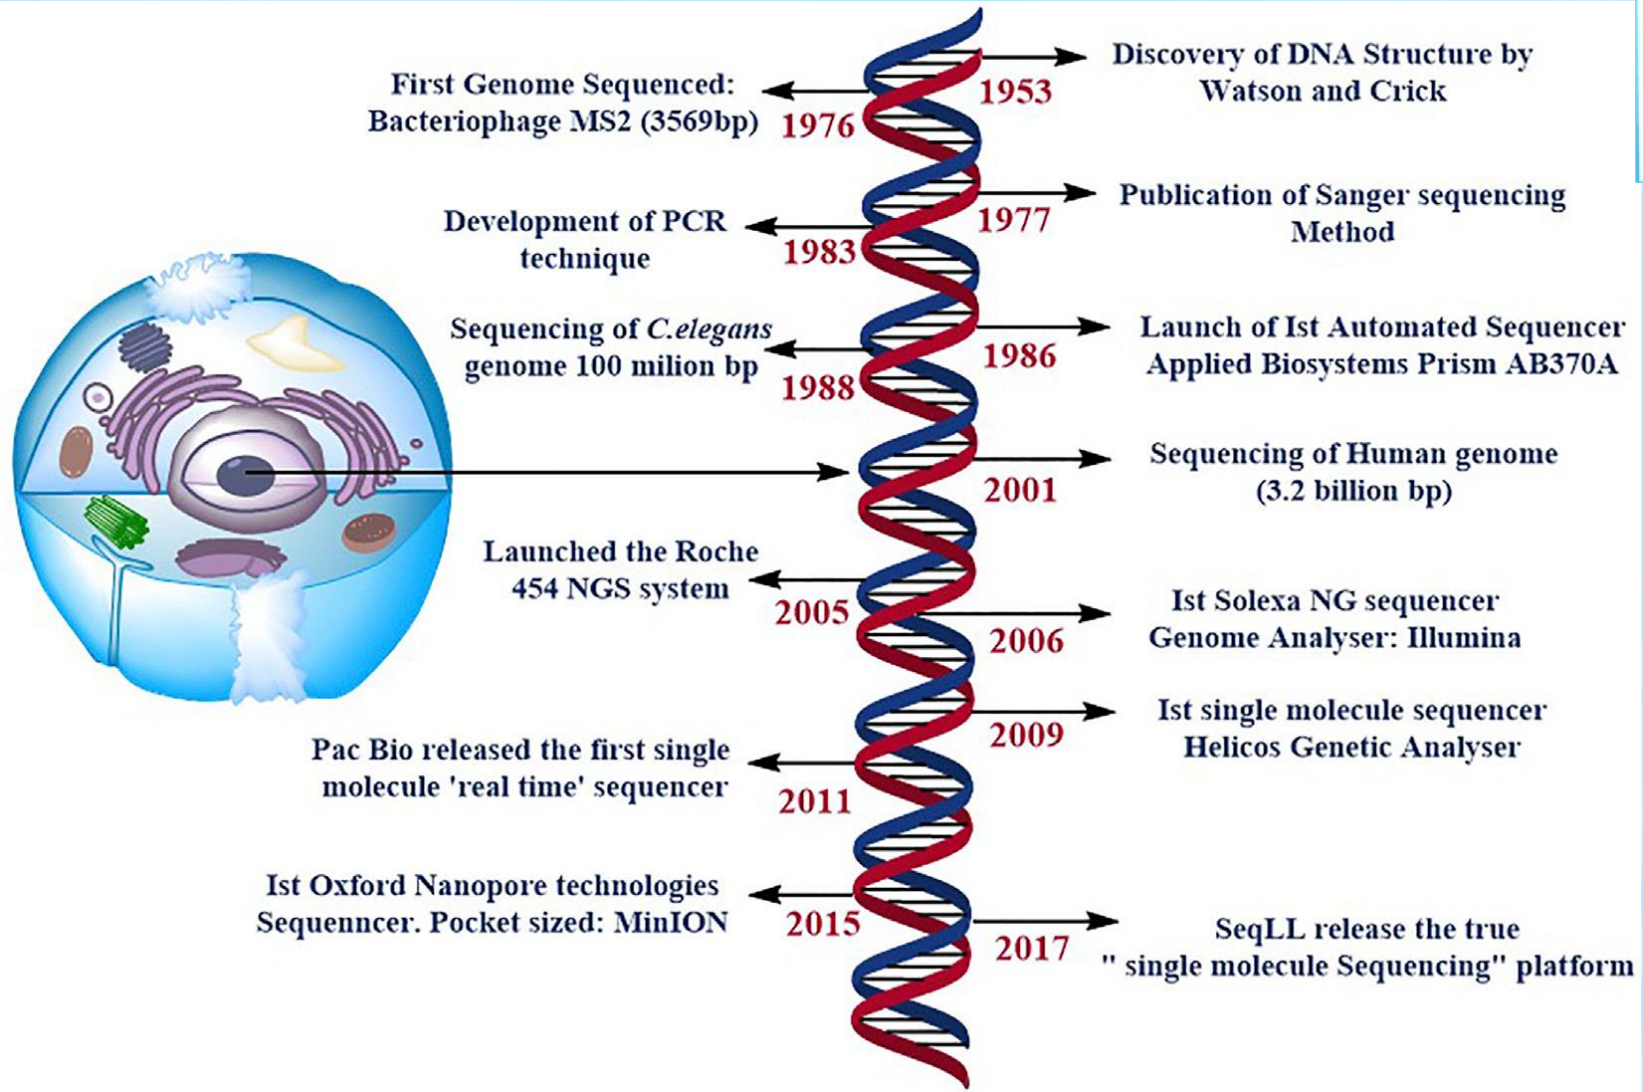 Discovery of DNA Structure by
Watson and Crick
1953
First Genome Sequenced:
Bacteriophage MS2 (3569bp)
1976
Publication of Sanger sequencing
Method
1977
Development of PCR
technique
1983
Launch of Ist Automated Sequencer
Applied Biosystems Prism AB370A
1986
Sequencing of C.elegans
genome 100 milion bp
1988
Sequencing of Human genome
(3.2 billion bp)
2001
Launched the Roche
454 NGS system
2005
Ist Solexa NG sequencer
Genome Analyser: Illumina
2006
Ist single molecule sequencer
Helicos Genetic Analyser
2009
Pac Bio released the first single
molecule 'real time' sequencer
2011
Ist Oxford Nanopore technologies
Sequenncer. Pocket sized: MinION
2015
SeqLL release the true
" single molecule Sequencing" platform
2017